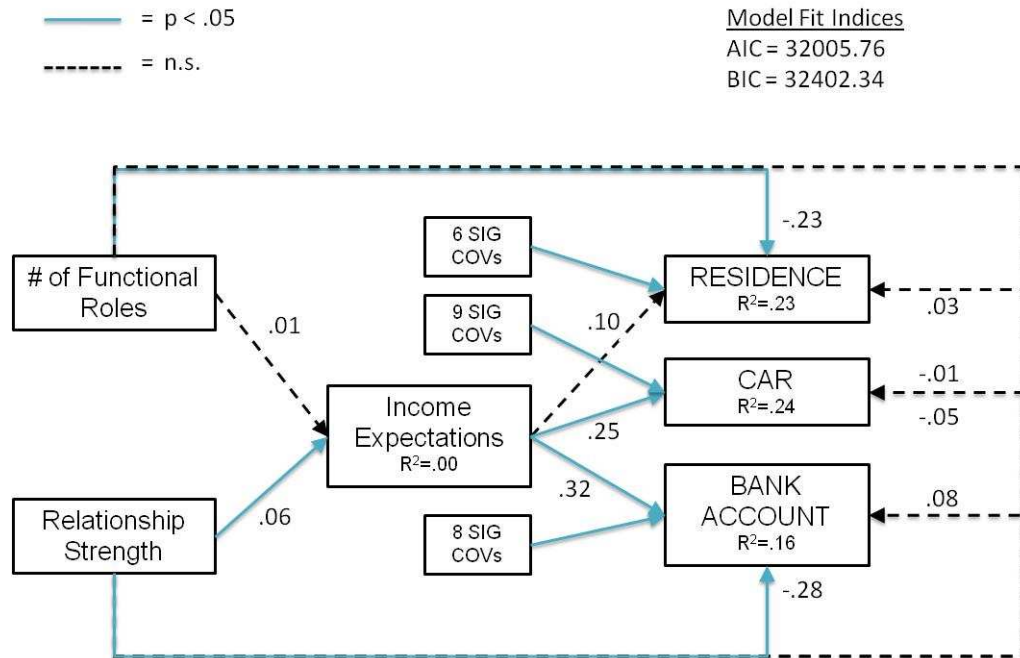 = p < .05
= n.s.
Model Fit Indices
AIC = 32005.76
BIC = 32402.34
-.23
6 SIG
COVs
# of Functional
Roles
RESIDENCE
R²=.23
.03
.01
9 SIG
COVs
.10
CAR
R²=.24
-.01
-.05
Income
Expectations
R²=.00
.25
.32
Relationship
Strength
.06
8 SIG
COVs
BANK
ACCOUNT
R²=.16
.08
-.28